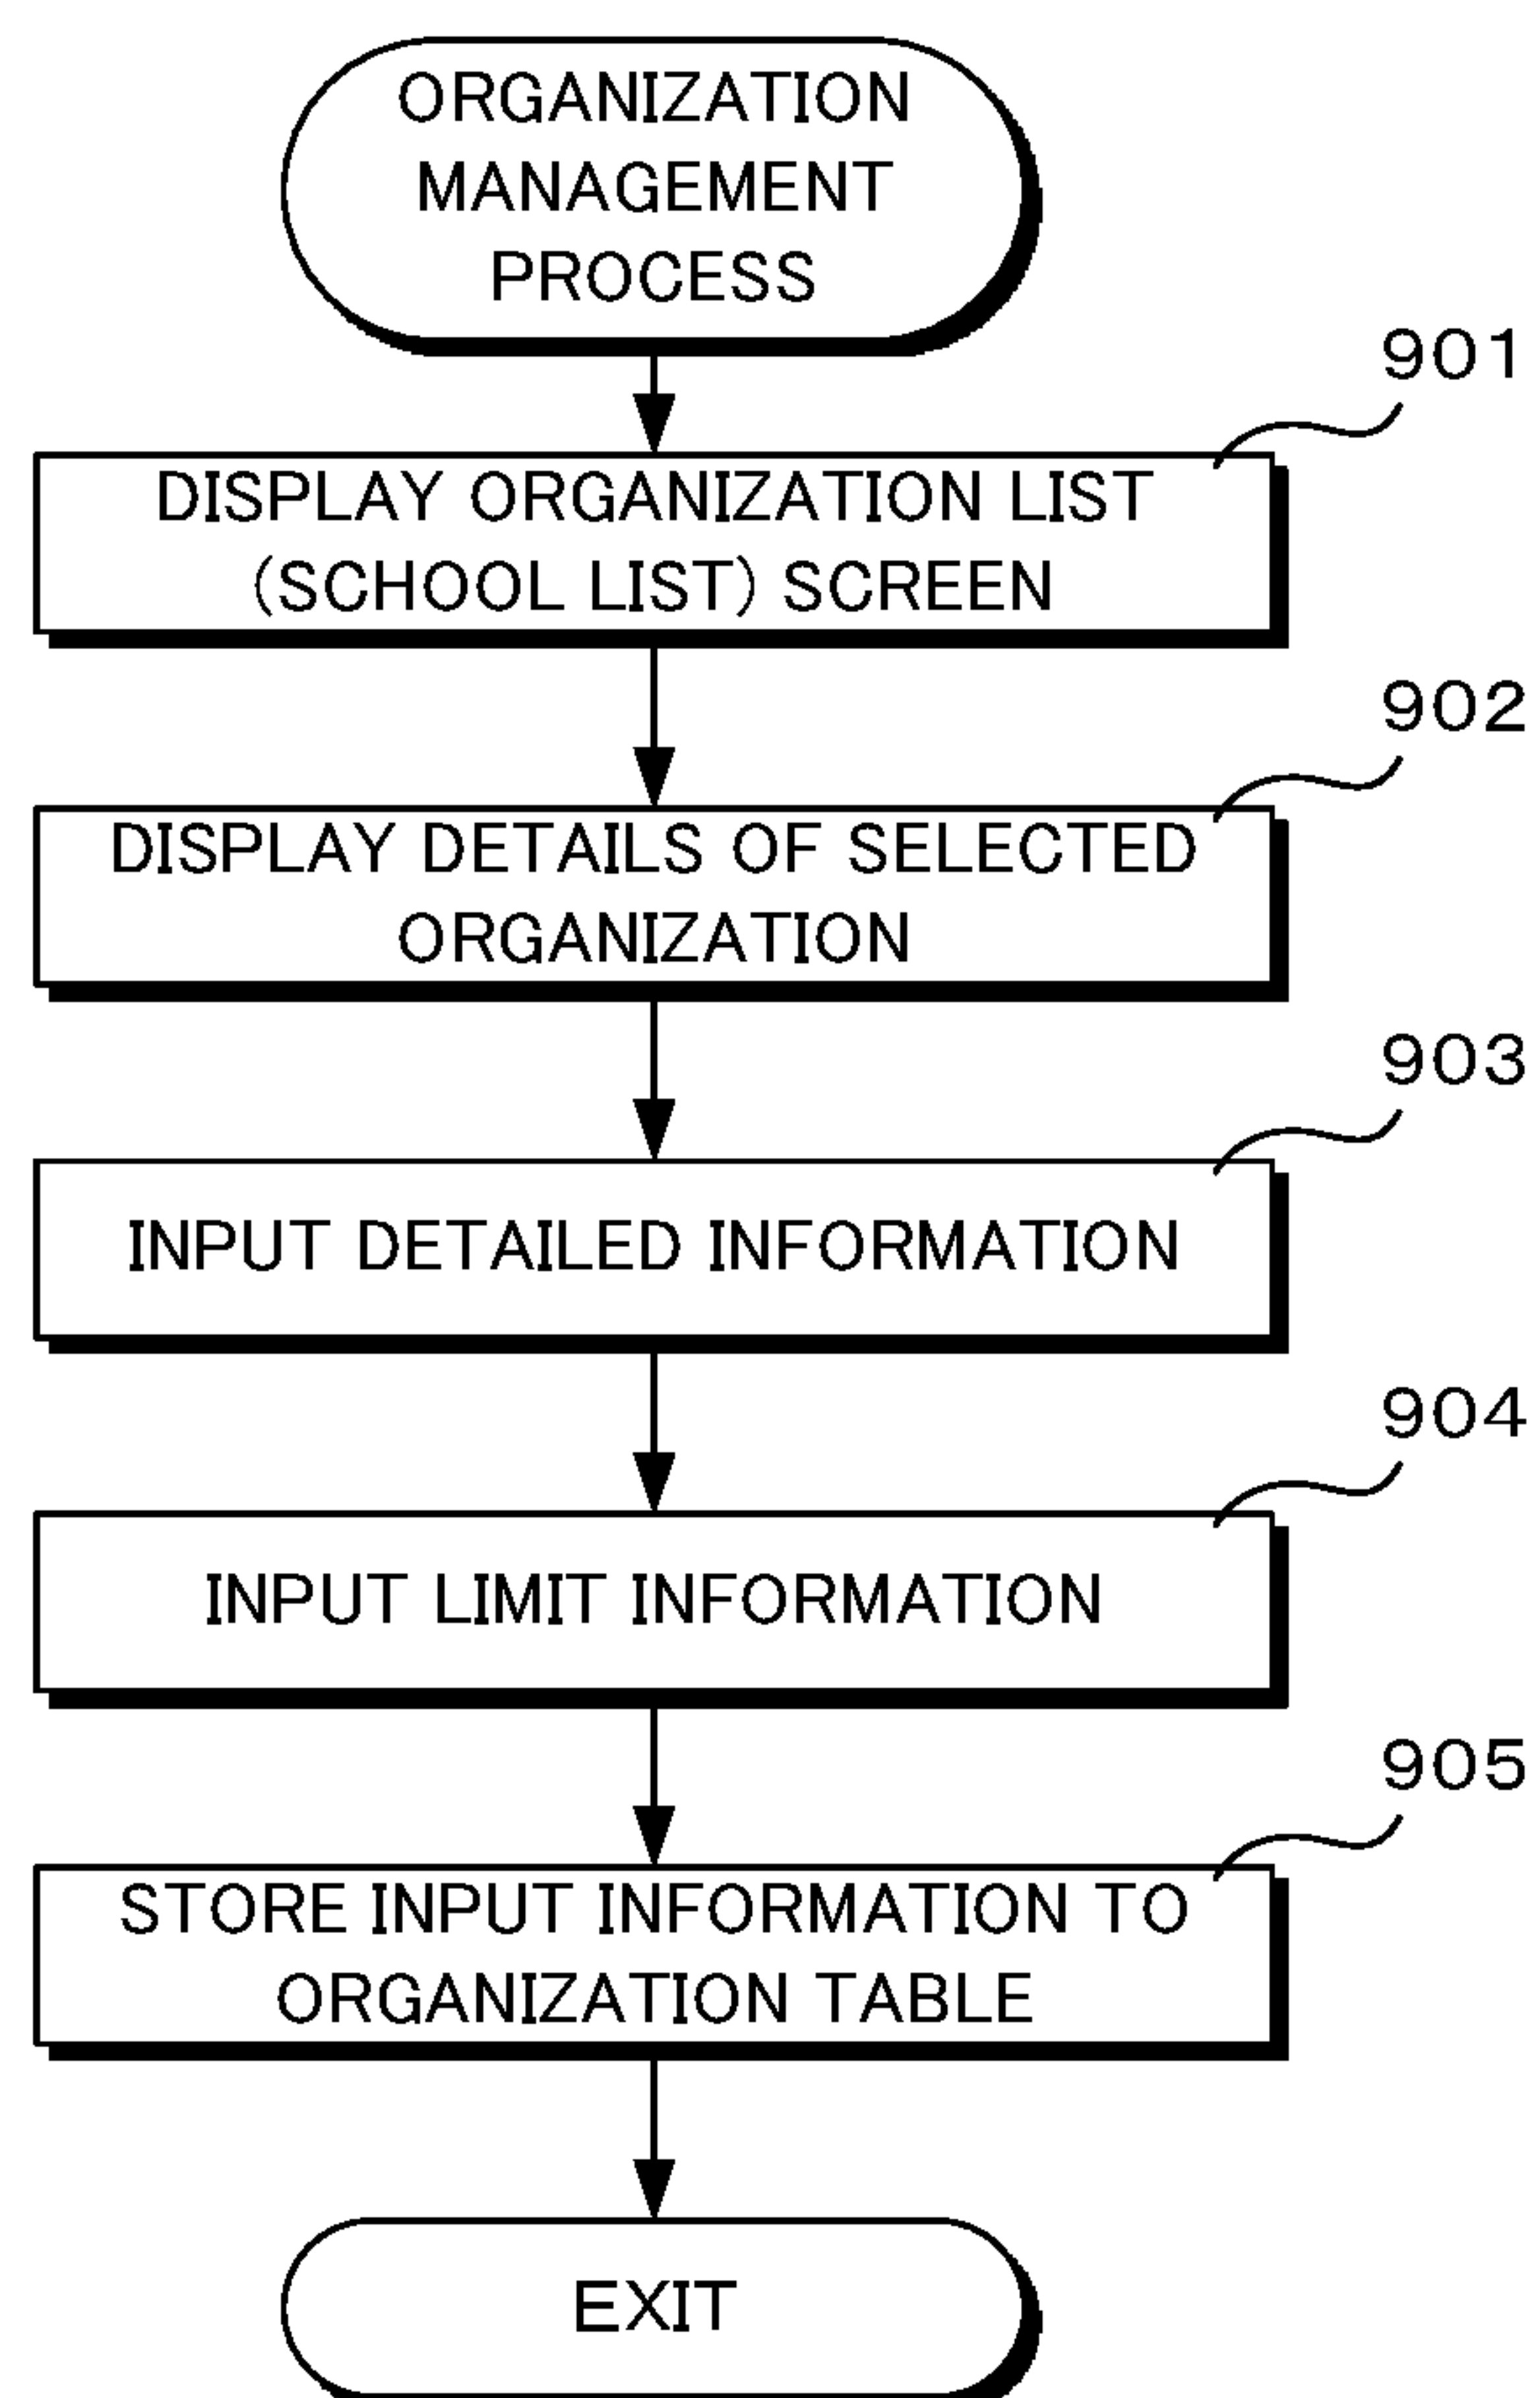 ORGANIZATION
MANAGEMENT
PROCESS
901
DISPLAY ORGANIZATION LIST
(SCHOOL LIST) SCREEN
902
DISPLAY DETAILS OF SELECTED
ORGANIZATION
903
INPUT DETAILED INFORMATION
904
INPUT LIMIT INFORMATION
905
STORE INPUT INFORMATION TO
ORGANIZATION TABLE
EXIT